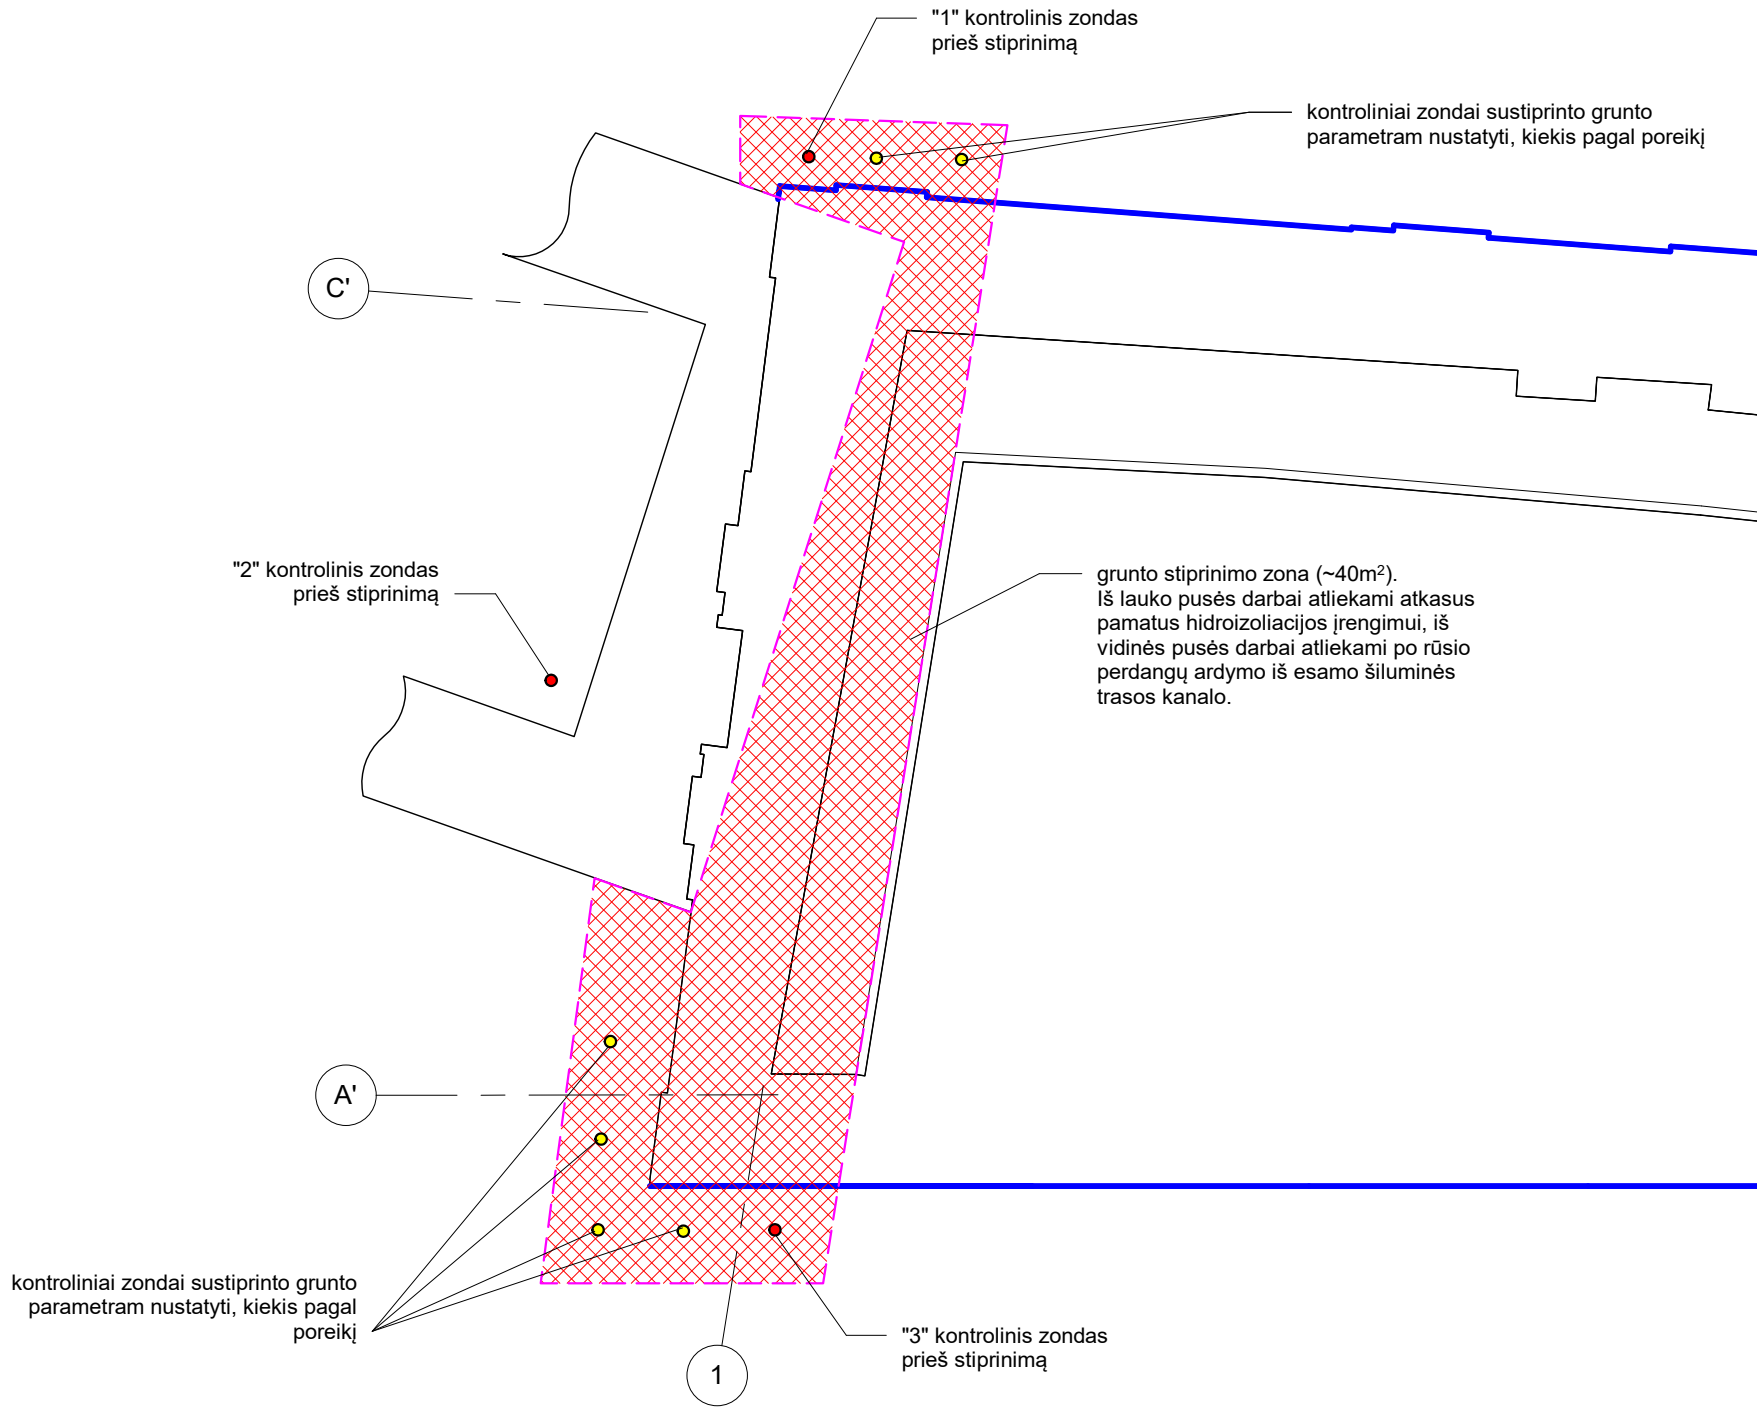 "1" kontrolinis zondas
prieš stiprinimą
kontroliniai zondai sustiprinto grunto
parametram nustatyti, kiekis pagal poreikį
C'
"2" kontrolinis zondas
prieš stiprinimą
grunto stiprinimo zona (~40m²).
Iš lauko pusės darbai atliekami atkasus
pamatus hidroizoliacijos įrengimui, iš
vidinės pusės darbai atliekami po rūsio
perdangų ardymo iš esamo šiluminės
trasos kanalo.
A'
kontroliniai zondai sustiprinto grunto
parametram nustatyti, kiekis pagal
poreikį
"3" kontrolinis zondas
prieš stiprinimą
1